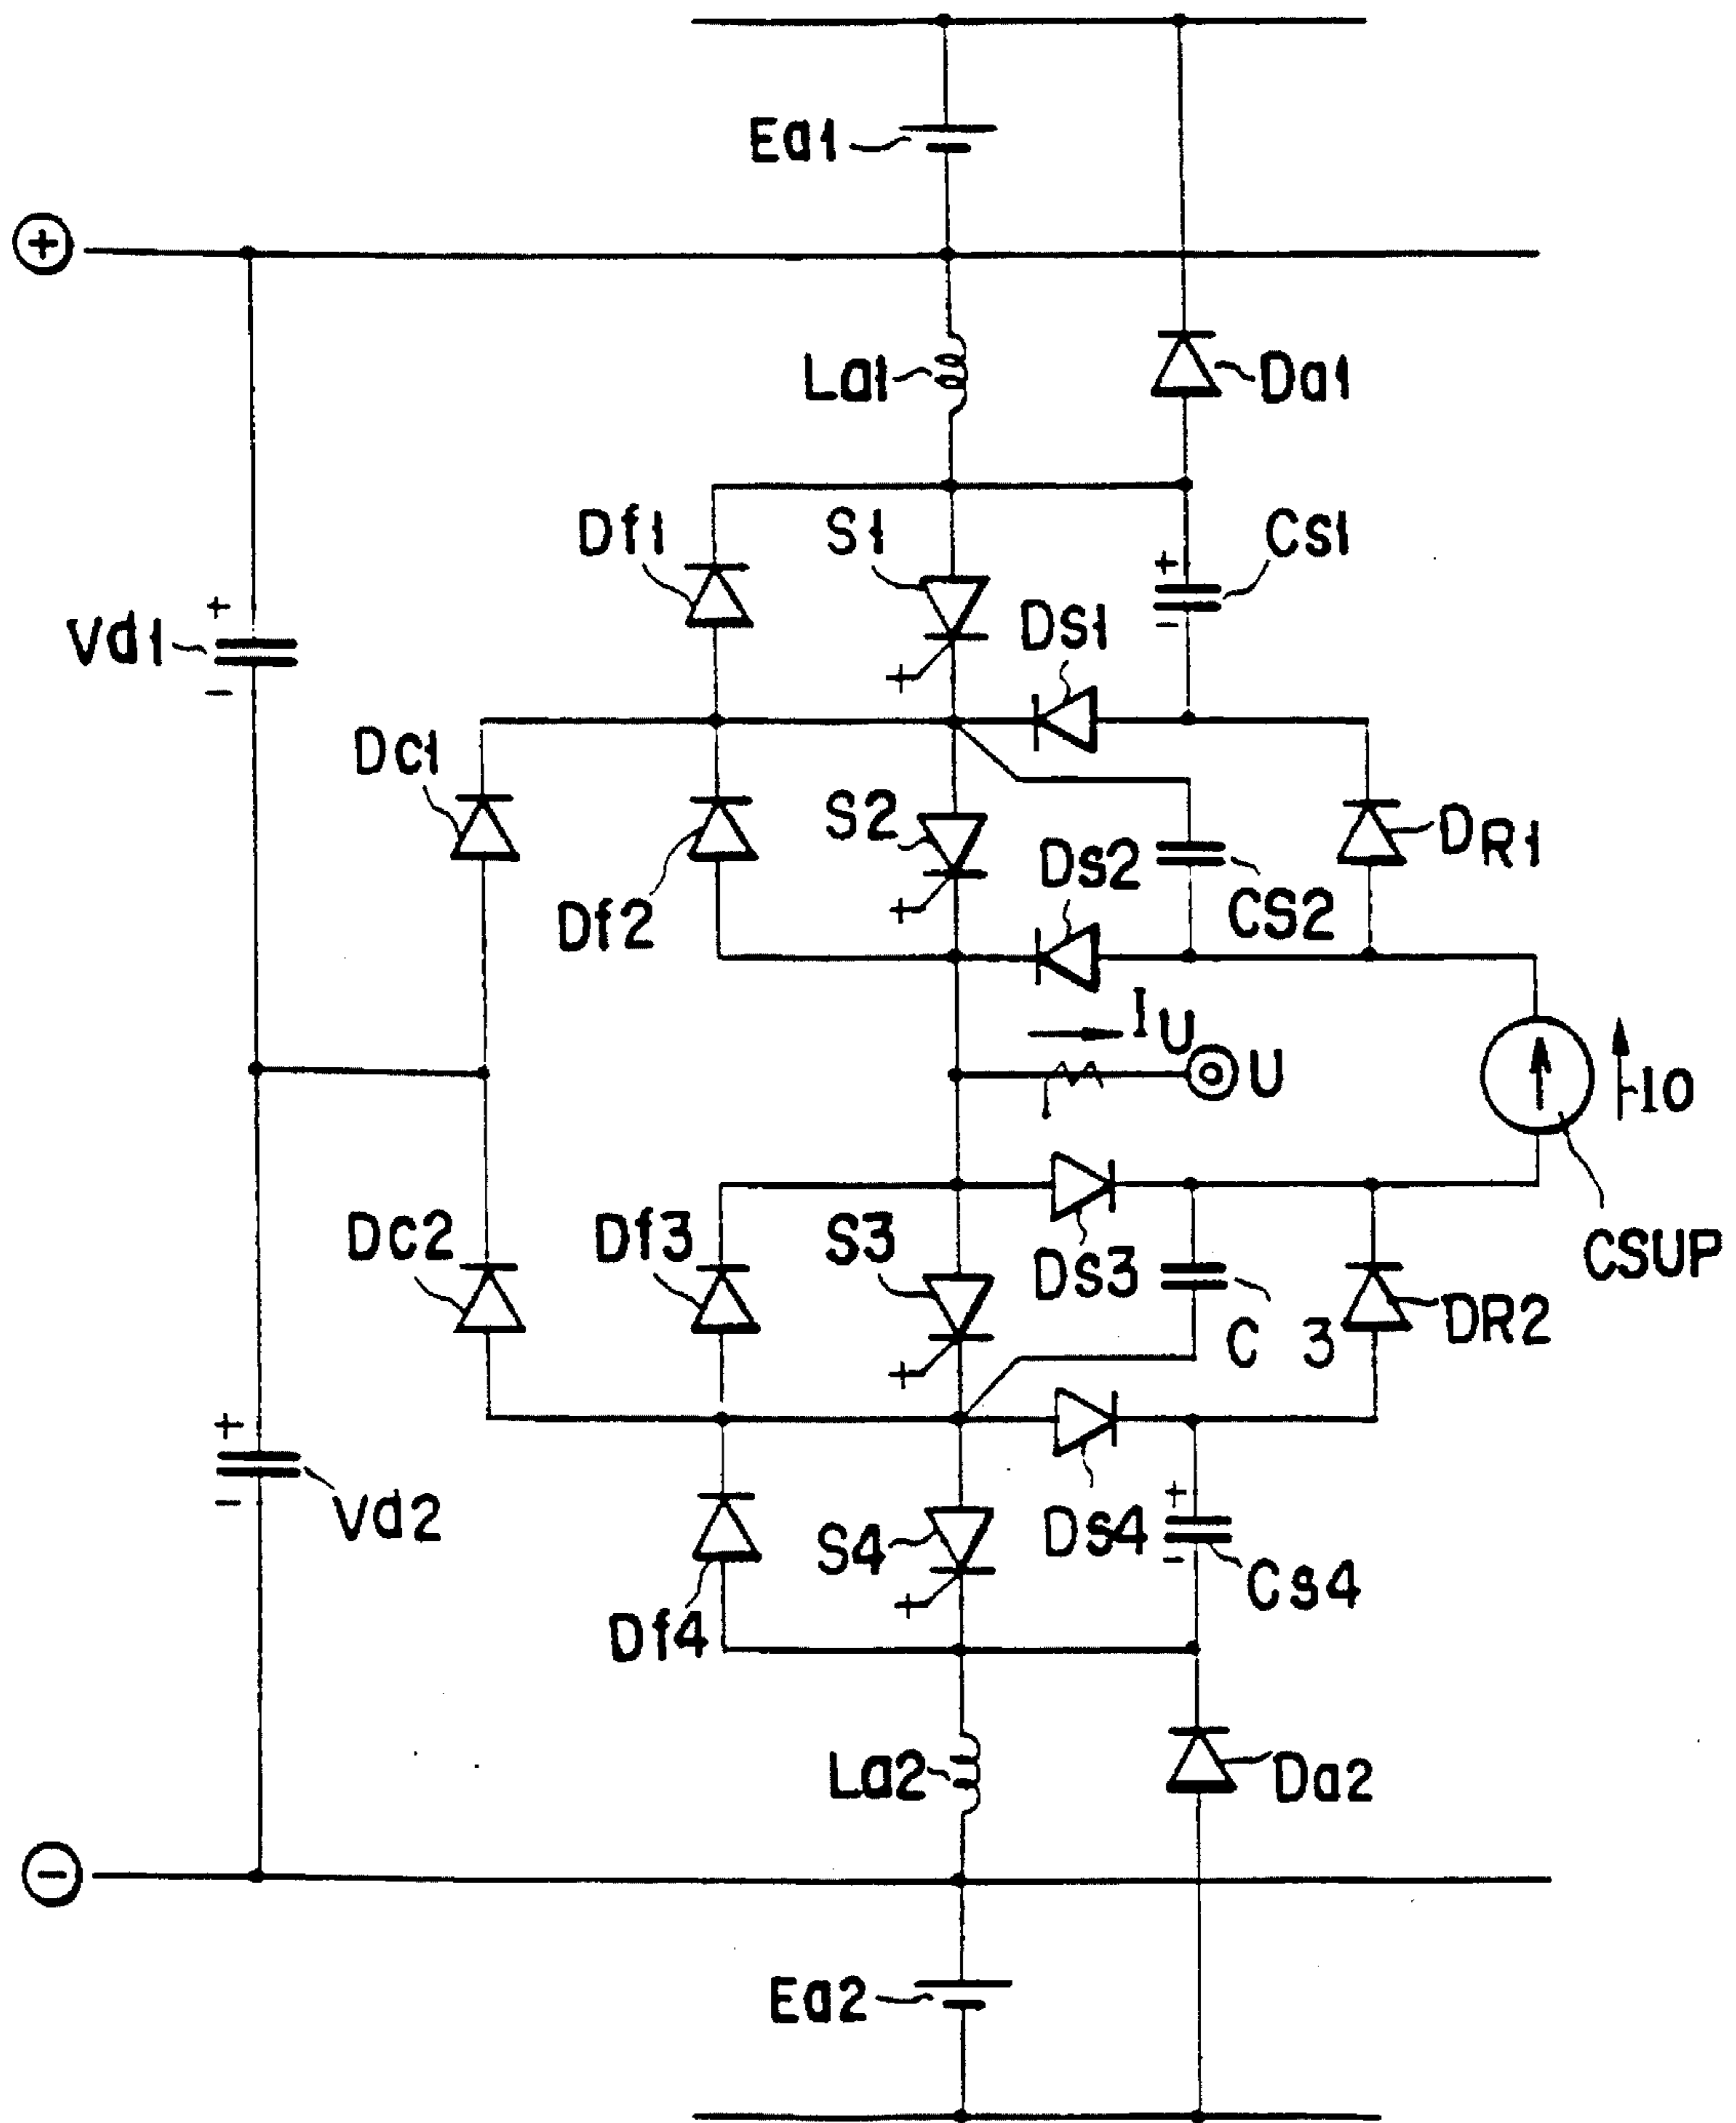 Ea1
+
La1
Da1
Df1
S1
Cs1
+
-
Ds1
Vd1
+
-
Dc1
S2
Ds2
DR1
Df2
CS2
IU
U
IO
Dc2
Df3
S3
Ds3
CSUP
C 3
DR2
+
-
Vd2
S4
Ds4
+
-
Cs4
Df4
La2
Da2
-
Ea2